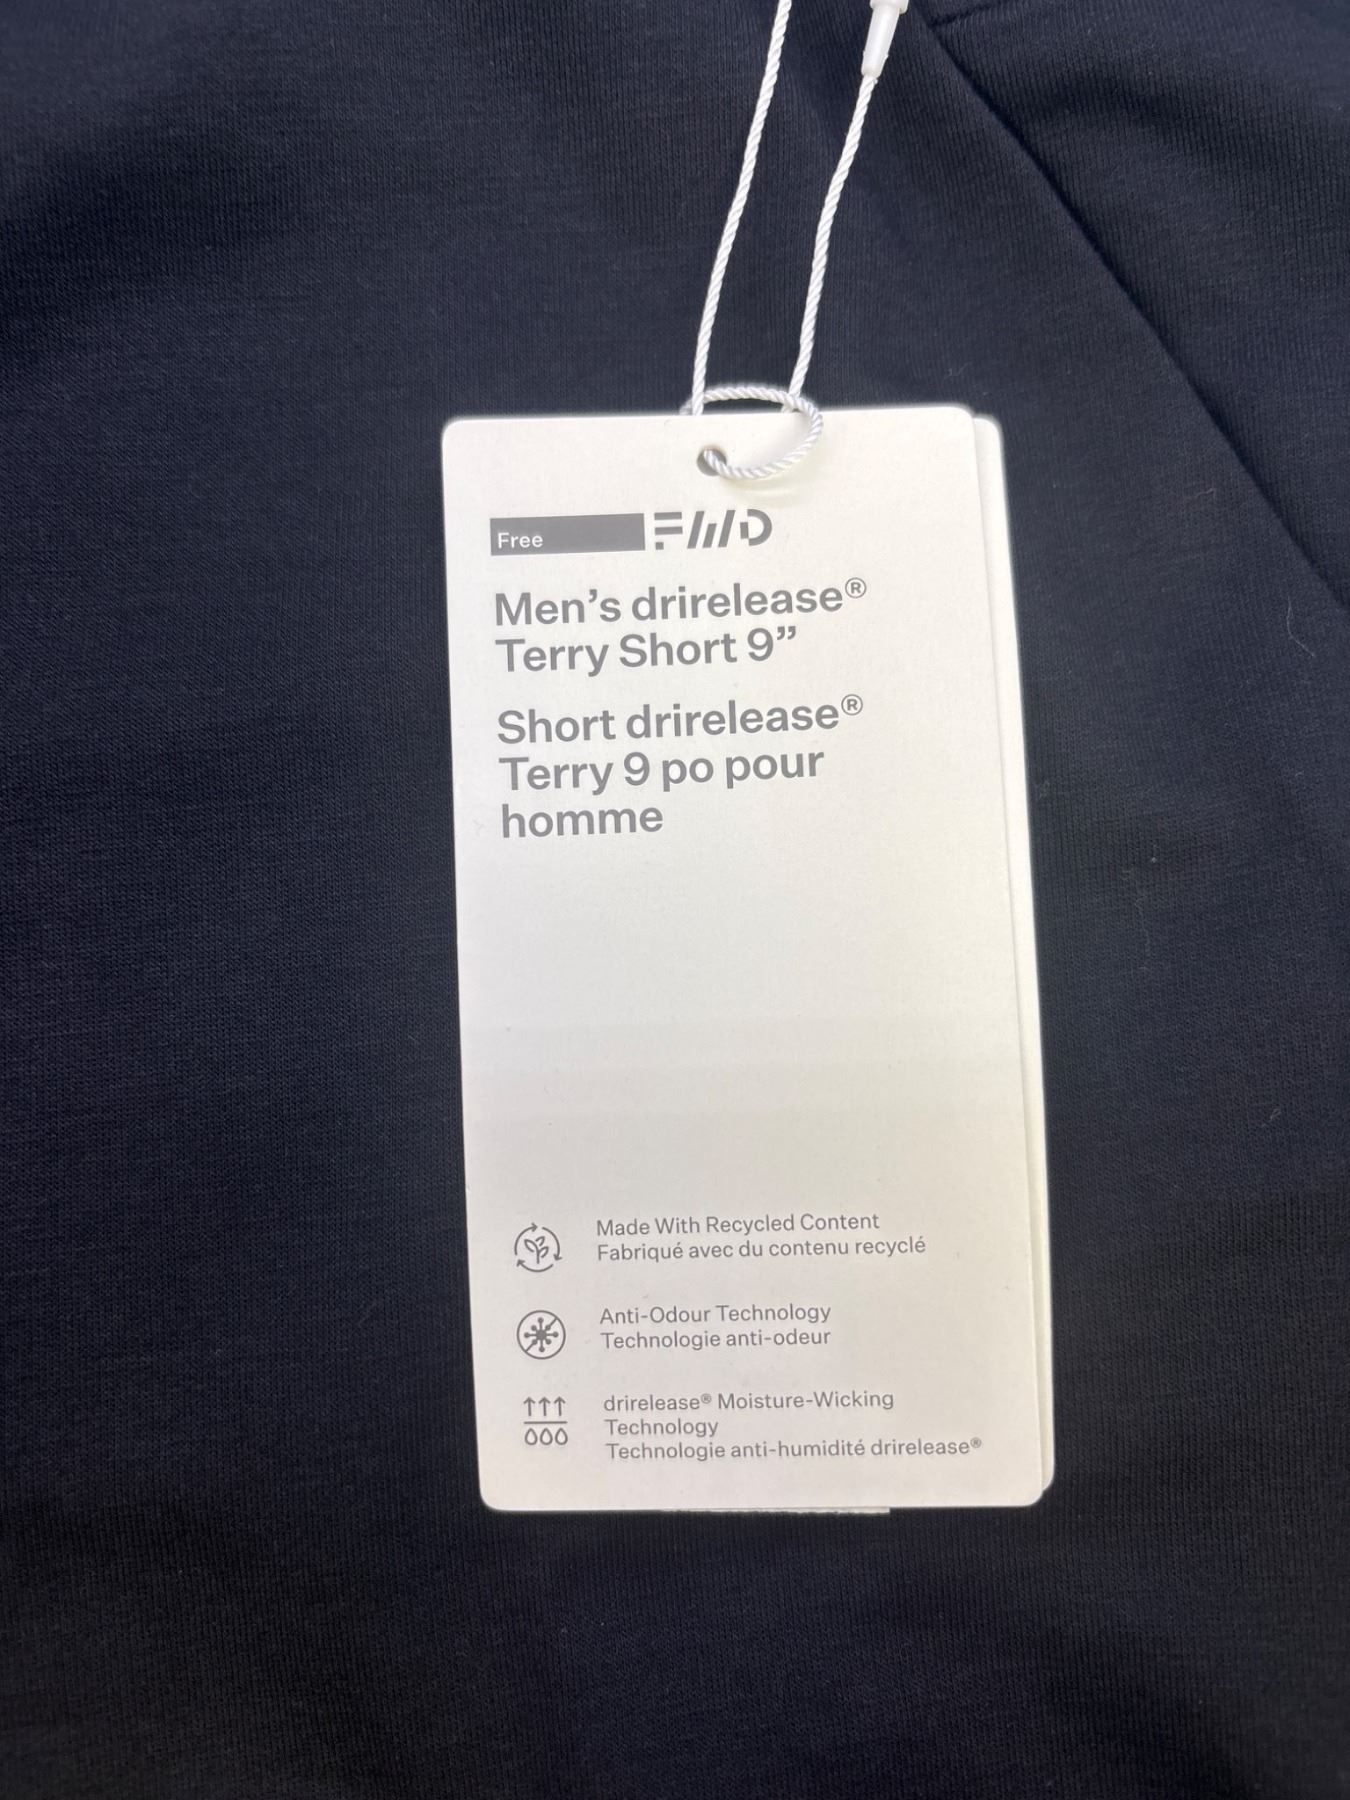 Free FWD
Men’s drirelease®
Terry Short 9”
Short drirelease®
Terry 9 po pour
homme
Made With Recycled Content
Fabriqué avec du contenu recyclé
Anti-Odour Technology
Technologie anti-odeur
drirelease® Moisture-Wicking
Technology
Technologie anti-humidité drirelease®